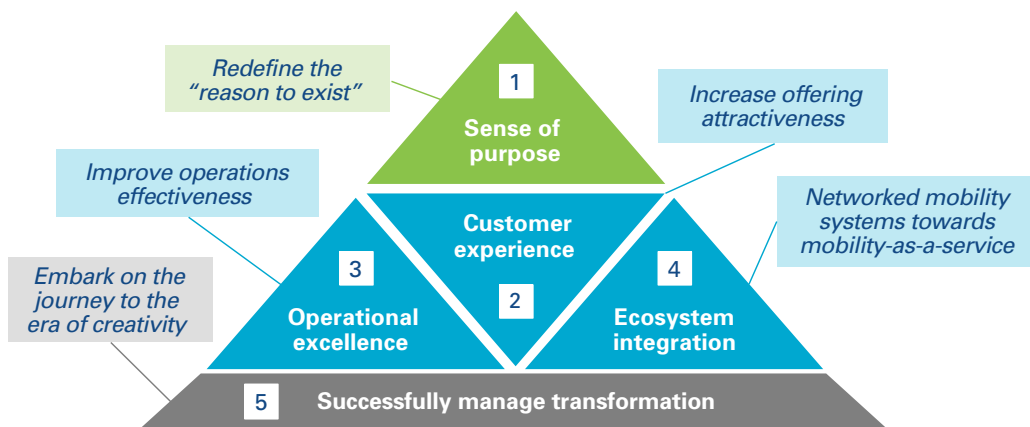 Redefine the
“reason to exist”
1
Sense of
purpose
Increase offering
attractiveness
Improve operations
effectiveness
Customer
experience
2
Networked mobility
systems towards
mobility-as-a-service
Embark on the
journey to the
era of creativity
3
Operational
excellence
4
Ecosystem
integration
5
Successfully manage transformation